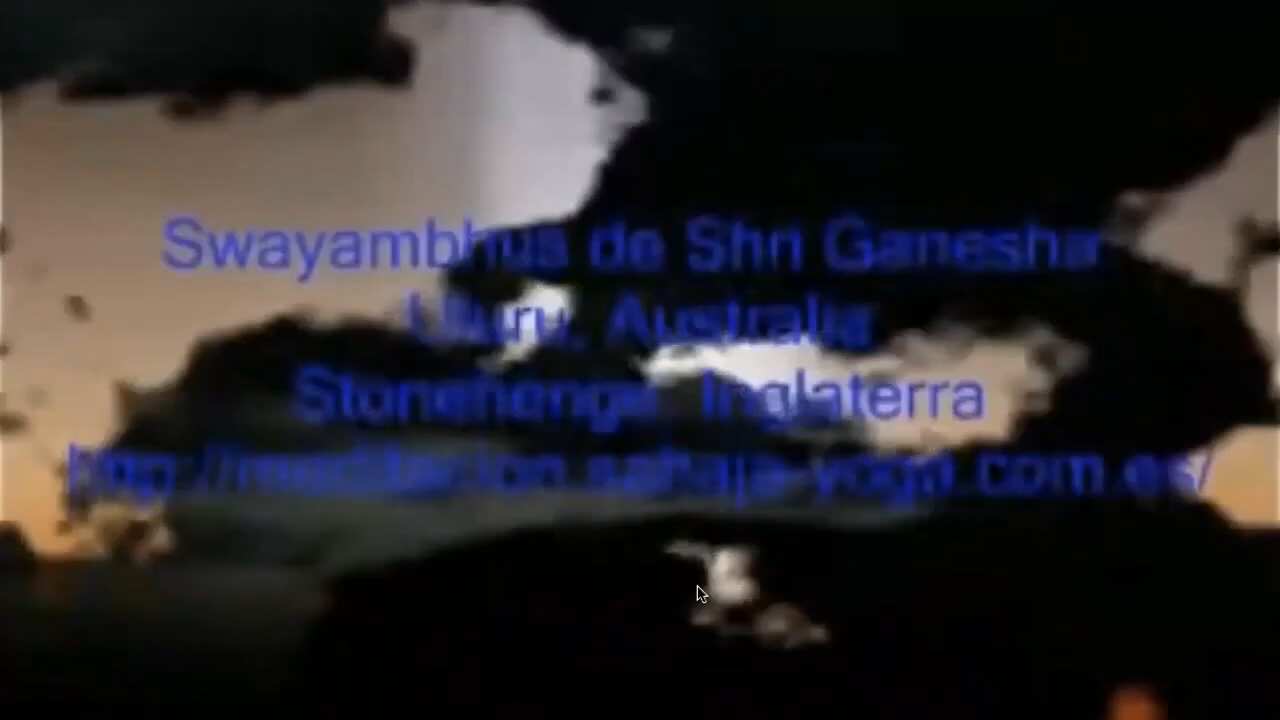 Swayambhus de Shri Ganesha
Uluru, Australia
Stonehenge, Inglaterra
http://meditacion.sahaja-yoga.com.es/